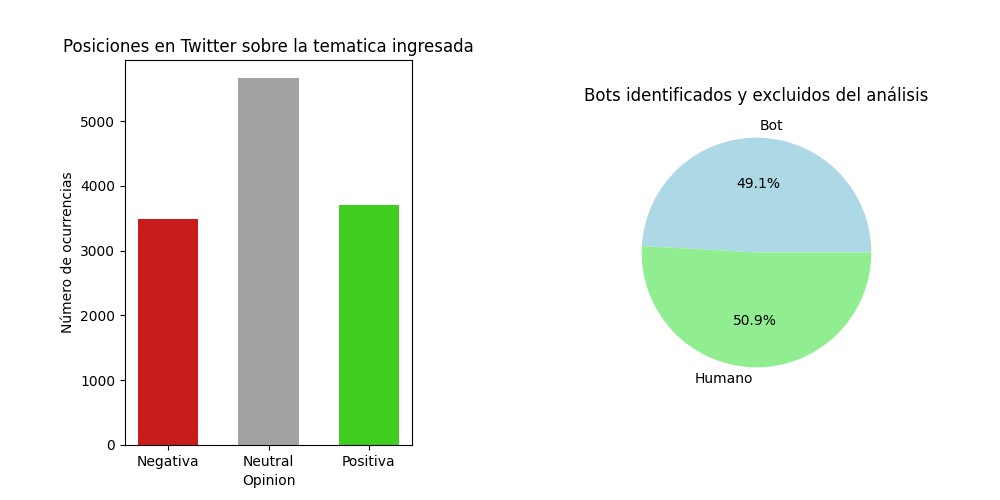 Posiciones en Twitter sobre la tematica ingresada
Número de ocurrencias
5000
4000
3000
2000
1000
0
Negativa
Neutral
Positiva
Opinion
Bots identificados y excluidos del análisis
Bot
49.1%
50.9%
Humano